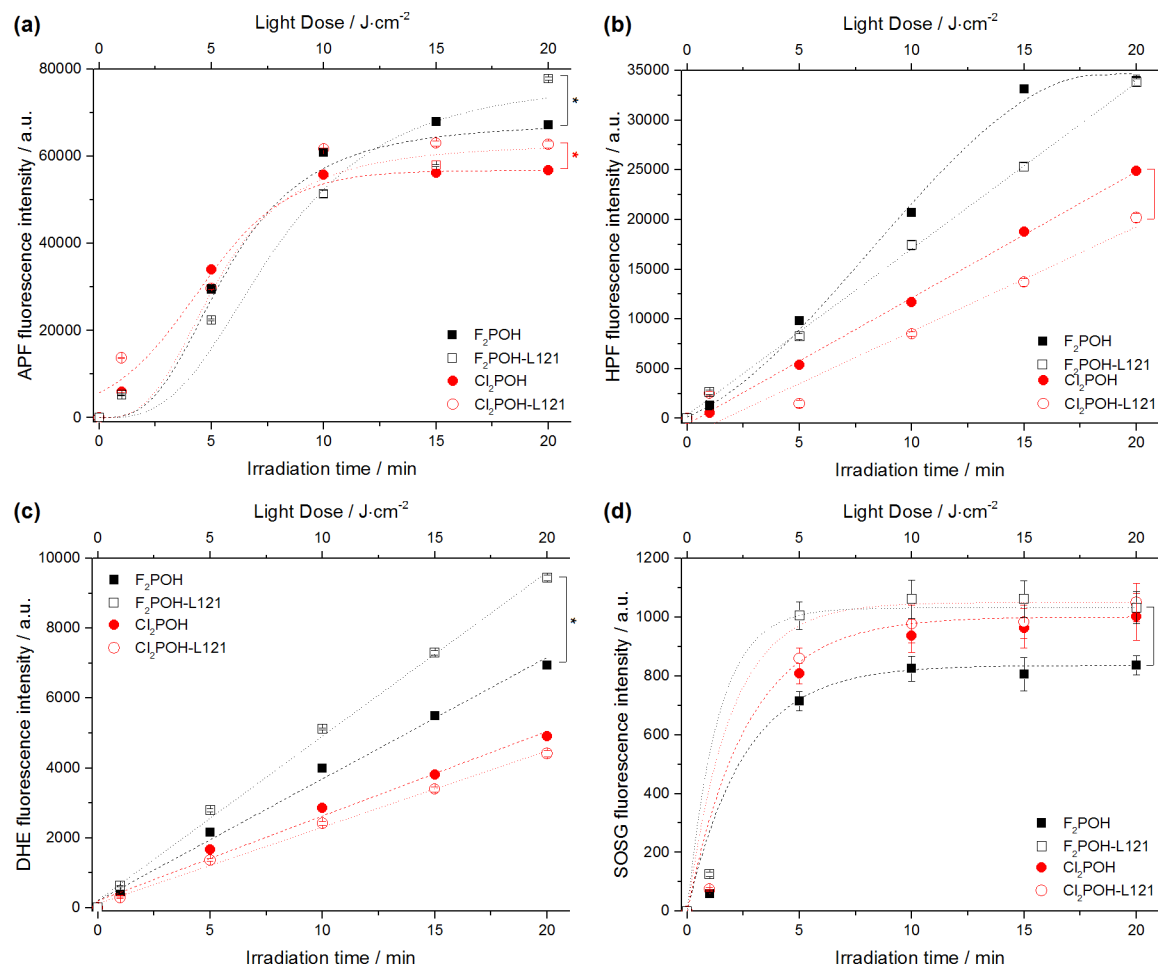 (a)
Light Dose / J·cm⁻²
0 5 10 15 20
80000
60000
40000
20000
0
APF fluorescence intensity / a.u.
*
*
F₂POH
F₂POH-L121
Cl₂POH
Cl₂POH-L121
0 5 10 15 20
Irradiation time / min
(b)
Light Dose / J·cm⁻²
0 5 10 15 20
35000
30000
25000
20000
15000
10000
5000
0
HPF fluorescence intensity / a.u.
F₂POH
F₂POH-L121
Cl₂POH
Cl₂POH-L121
0 5 10 15 20
Irradiation time / min
(c)
Light Dose / J·cm⁻²
0 5 10 15 20
10000
8000
6000
4000
2000
0
DHE fluorescence intensity / a.u.
F₂POH
F₂POH-L121
Cl₂POH
Cl₂POH-L121
*
0 5 10 15 20
Irradiation time / min
(d)
Light Dose / J·cm⁻²
0 5 10 15 20
1200
1000
800
600
400
200
0
SOSG fluorescence intensity / a.u.
F₂POH
F₂POH-L121
Cl₂POH
Cl₂POH-L121
0 5 10 15 20
Irradiation time / min